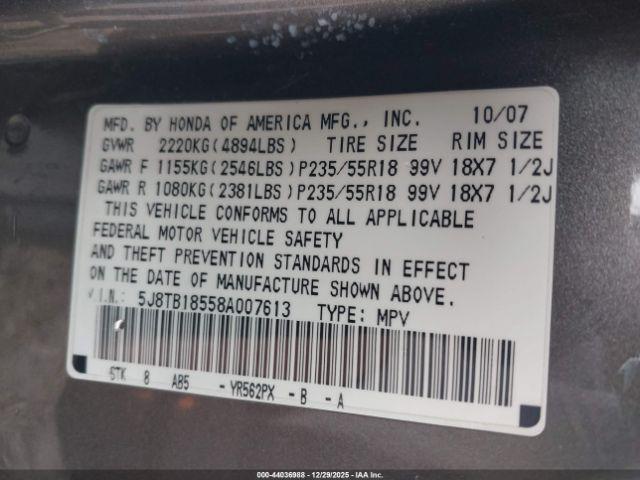 MFD. BY HONDA OF AMERICA MFG., INC. 10/07
GVWR 2220KG(4894LBS) TIRE SIZE RIM SIZE
GAWR F 1155KG(2546LBS)P235/55R18 99V 18X7 1/2J
GAWR R 1080KG(2381LBS)P235/55R18 99V 18X7 1/2J
THIS VEHICLE CONFORMS TO ALL APPLICABLE
FEDERAL MOTOR VEHICLE SAFETY
AND THEFT PREVENTION STANDARDS IN EFFECT
ON THE DATE OF MANUFACTURE SHOWN ABOVE.
V.I.N.: 5J8TB18558A007613 TYPE: MPV
STK 8 AB5 -YR562PX -B -A
000-44036988 — 12/29/2025 — IAA, Inc.